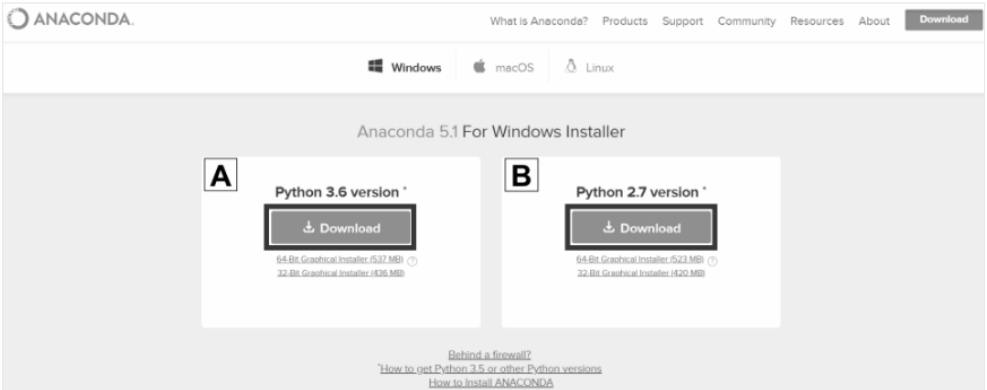 ANACONDA.
What is Anaconda? Products Support Community Resources About Download
Windows macOS Linux
Anaconda 5.1 For Windows Installer
A
Python 3.6 version *
Download
64-Bit Graphical Installer (537 MB) ?
32-Bit Graphical Installer (436 MB)
B
Python 2.7 version *
Download
64-Bit Graphical Installer (523 MB) ?
32-Bit Graphical Installer (420 MB)
Behind a firewall?
*How to get Python 3.5 or other Python versions
How to Install ANACONDA